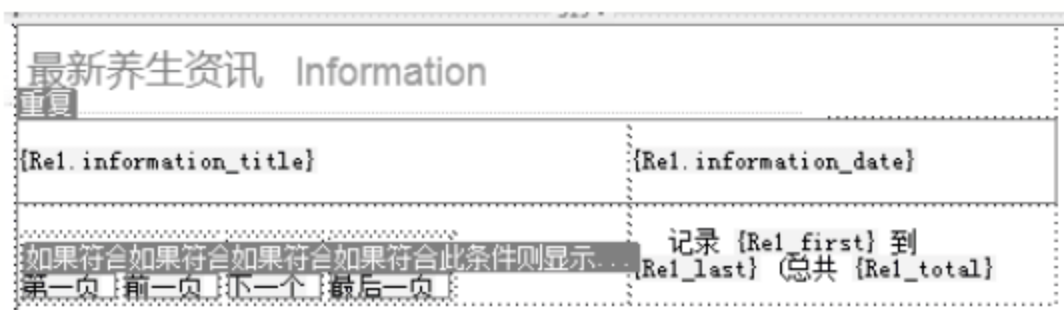 最新养生资讯 Information
重复
{Re1.information_title} {Re1.information_date}
如果符合如果符合如果符合如果符合此条件则显示...
第一页 前一页 下一个 最后一页
记录 {Re1_first} 到
{Re1_last} (总共 {Re1_total}